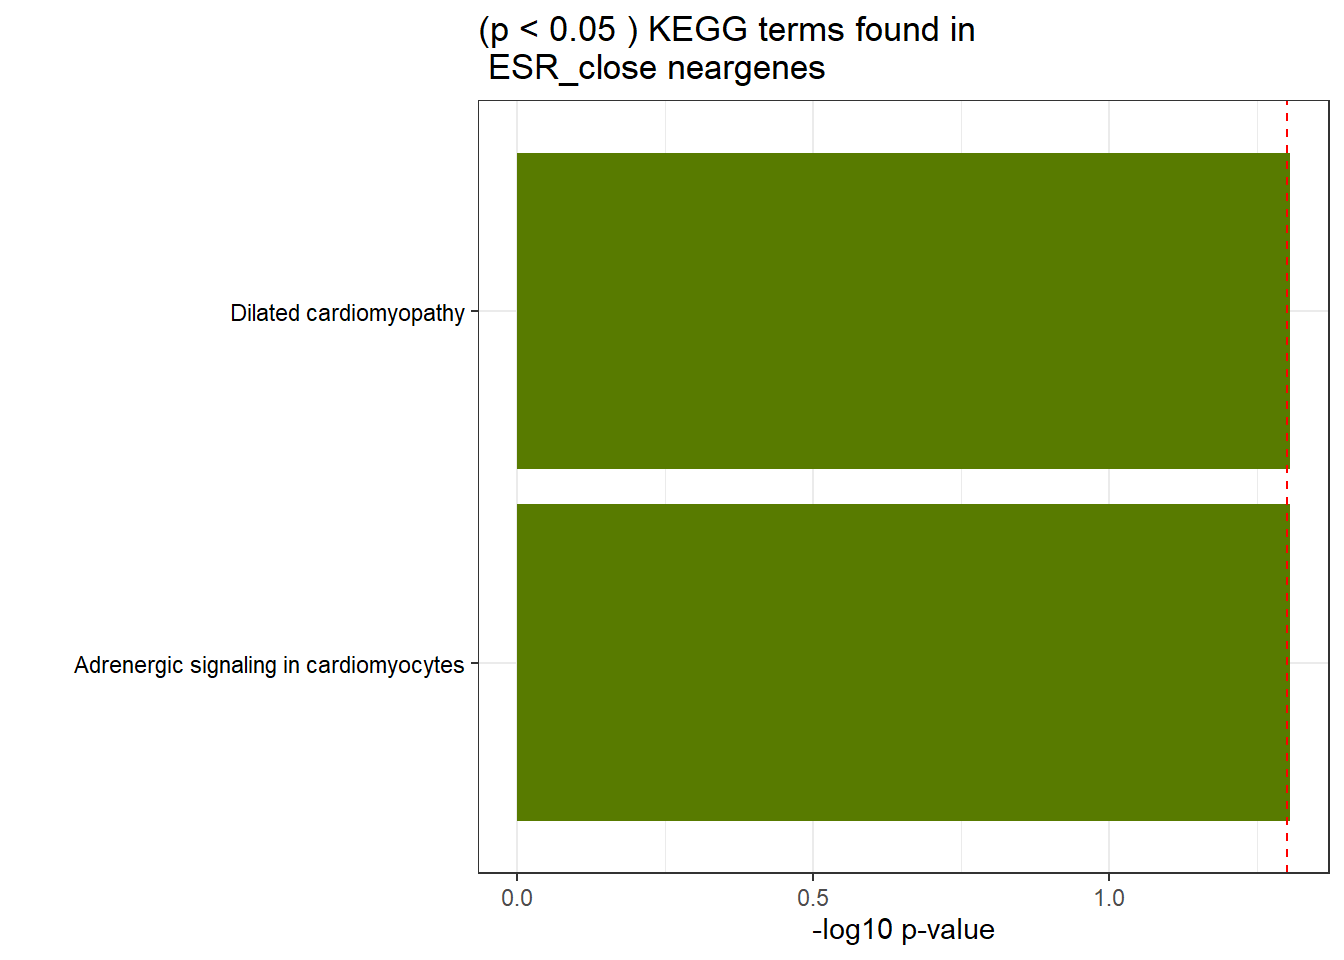 (p < 0.05 ) KEGG terms found in
ESR_close neargenes
Dilated cardiomyopathy
Adrenergic signaling in cardiomyocytes
0.0 0.5 1.0
-log10 p-value